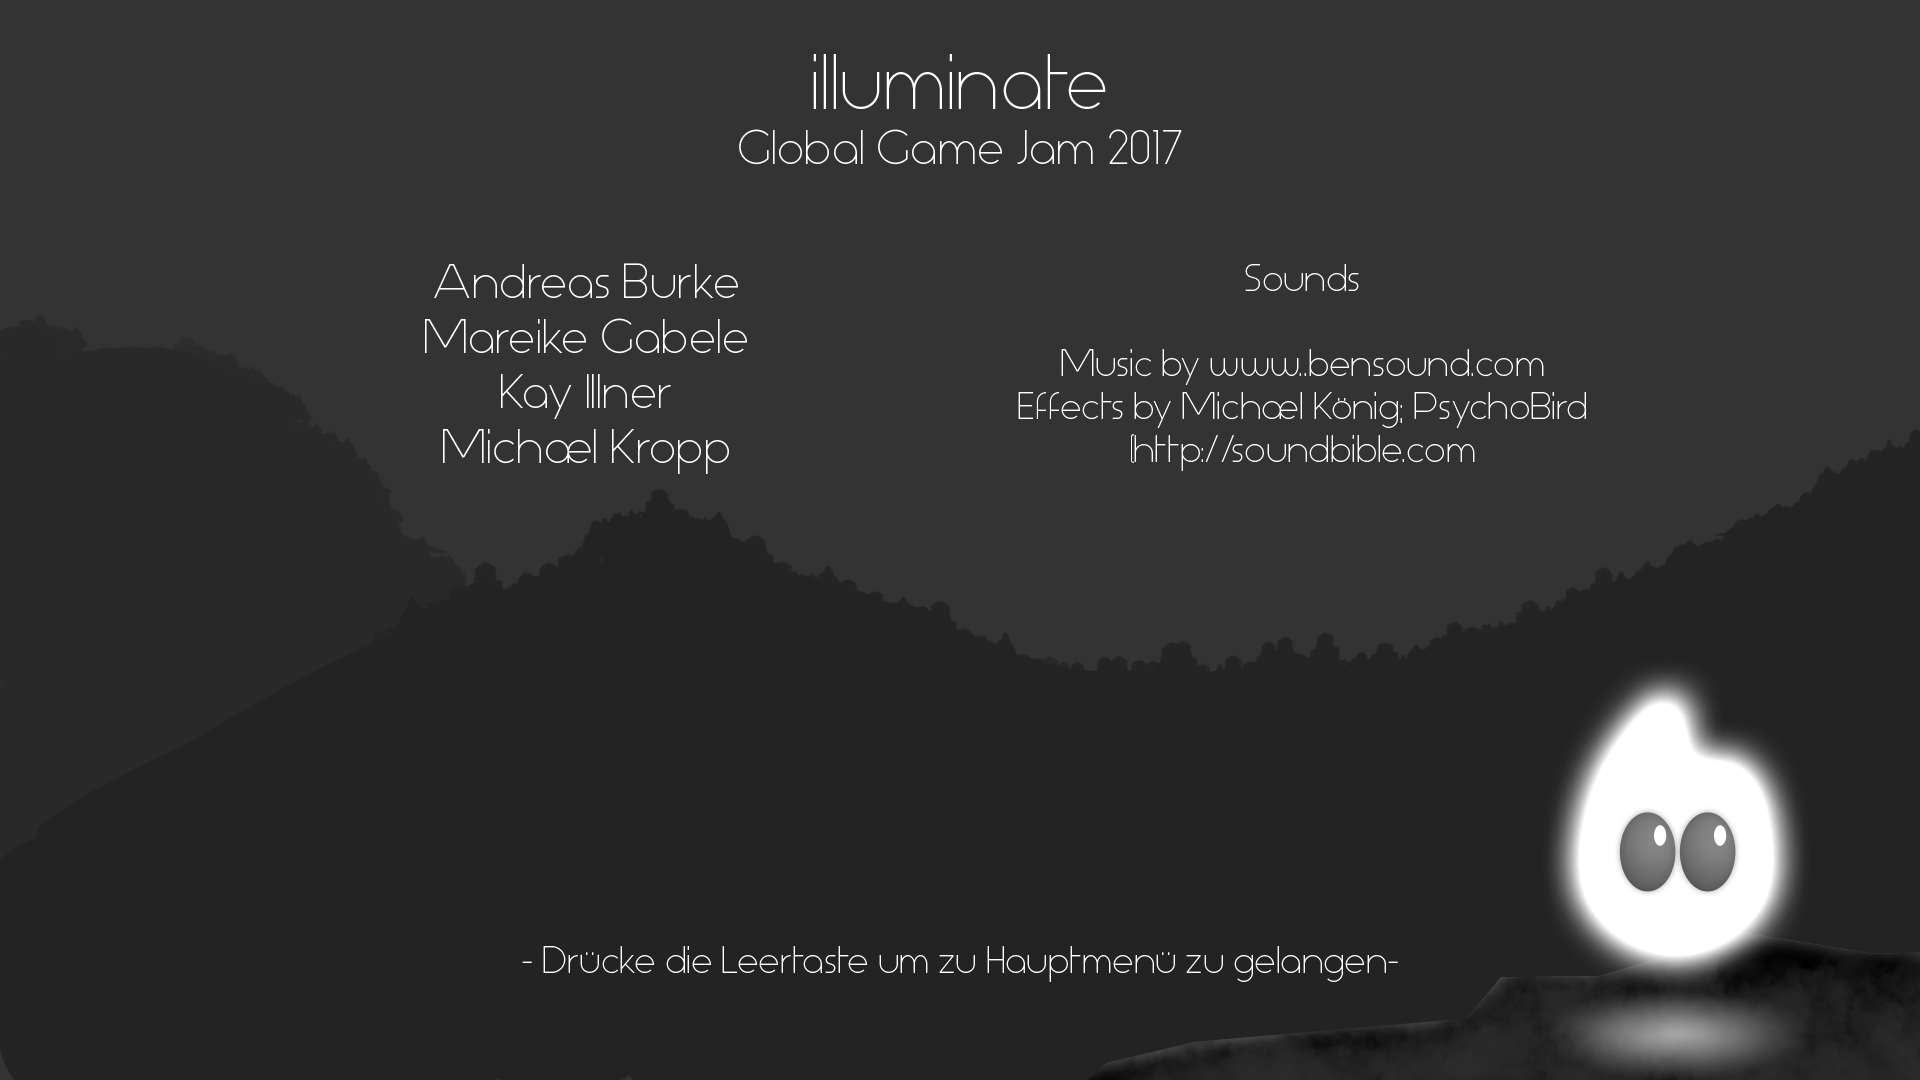 illuminate
Global Game Jam 2017
Andreas Burke
Mareike Gabele
Kay Illner
Michæl Kropp
Sounds
Music by www..bensound.com
Effects by Michæl König; PsychoBird
(http://soundbible.com
- Drücke die Leertaste um zu Hauptmenü zu gelangen-